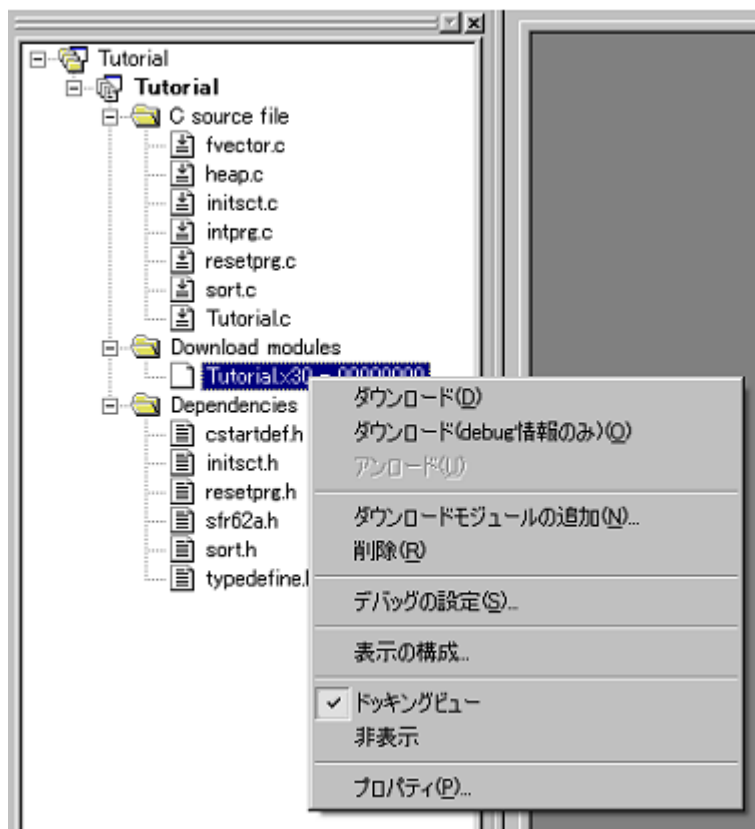 Tutorial
Tutorial
C source file
fvector.c
heap.c
initsct.c
intprg.c
resetprg.c
sort.c
Tutorial.c
Download modules
Tutorial.x30 - 00000000
Dependencies
cstartdef.h
initsct.h
resetprg.h
sfr62a.h
sort.h
typedefine.h
ダウンロード(D)
ダウンロード(debug情報のみ)(O)
アンロード(U)
ダウンロードモジュールの追加(N)...
削除(R)
デバッグの設定(S)...
表示の構成...
ドッキングビュー
非表示
プロパティ(P)...